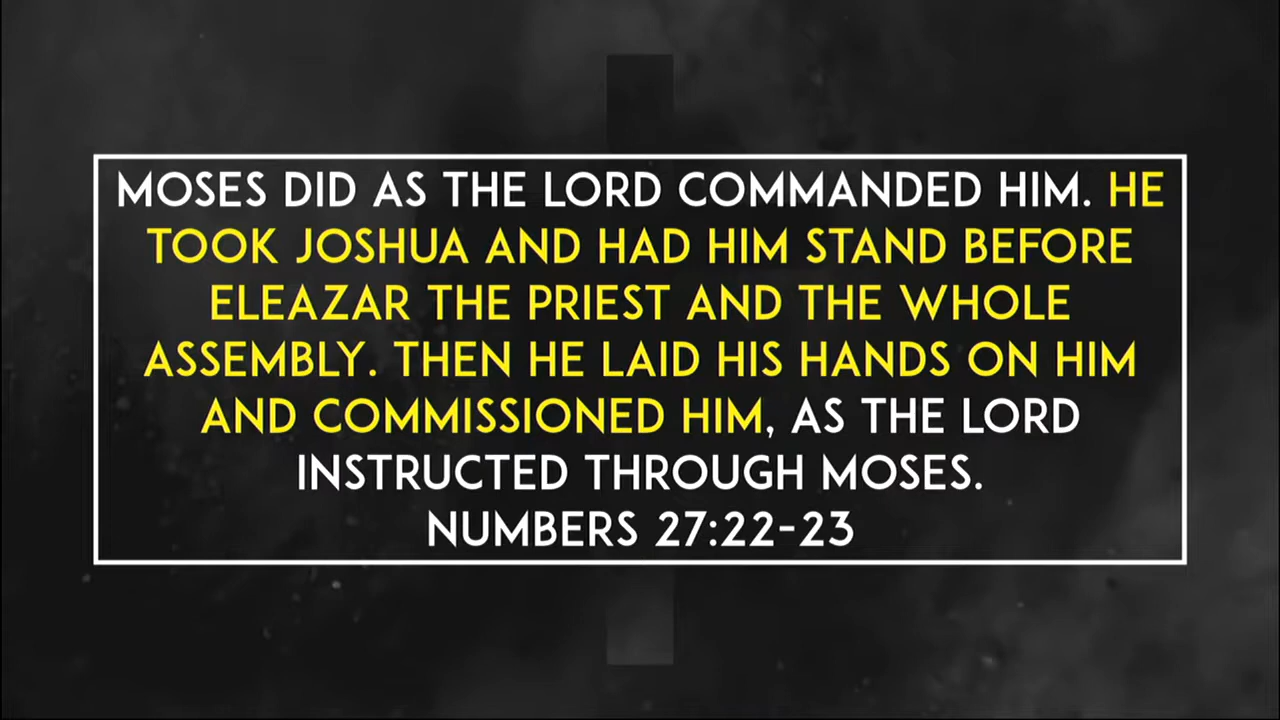 MOSES DID AS THE LORD COMMANDED HIM. HE
TOOK JOSHUA AND HAD HIM STAND BEFORE
ELEAZAR THE PRIEST AND THE WHOLE
ASSEMBLY. THEN HE LAID HIS HANDS ON HIM
AND COMMISSIONED HIM, AS THE LORD
INSTRUCTED THROUGH MOSES.
NUMBERS 27:22-23